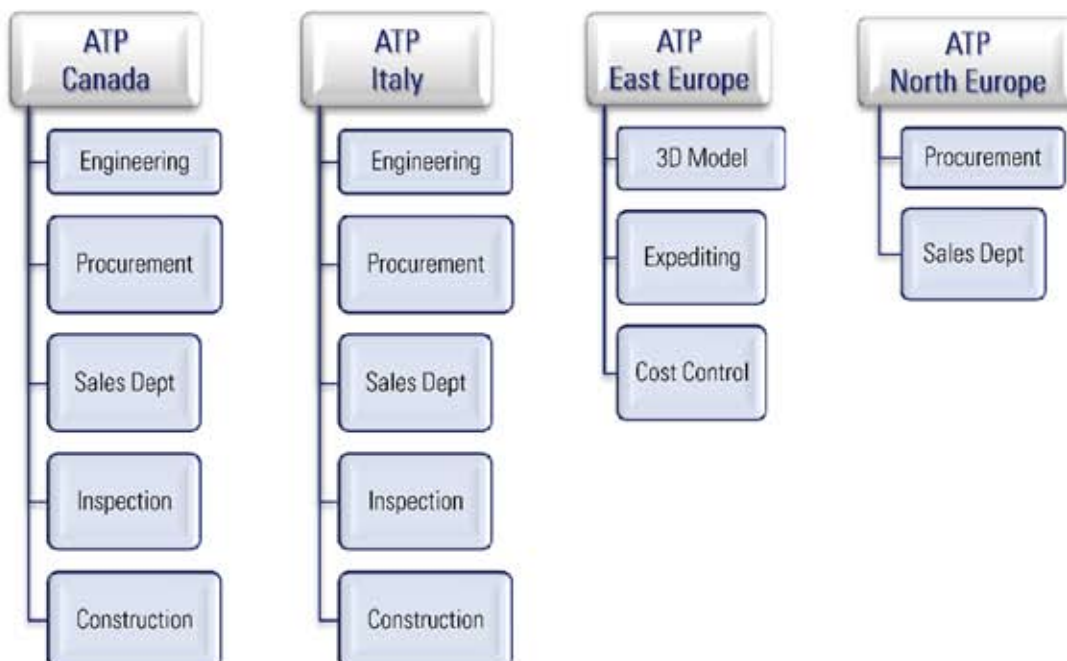 ATP
Canada
Engineering
Procurement
Sales Dept
Inspection
Construction
ATP
Italy
Engineering
Procurement
Sales Dept
Inspection
Construction
ATP
East Europe
3D Model
Expediting
Cost Control
ATP
North Europe
Procurement
Sales Dept